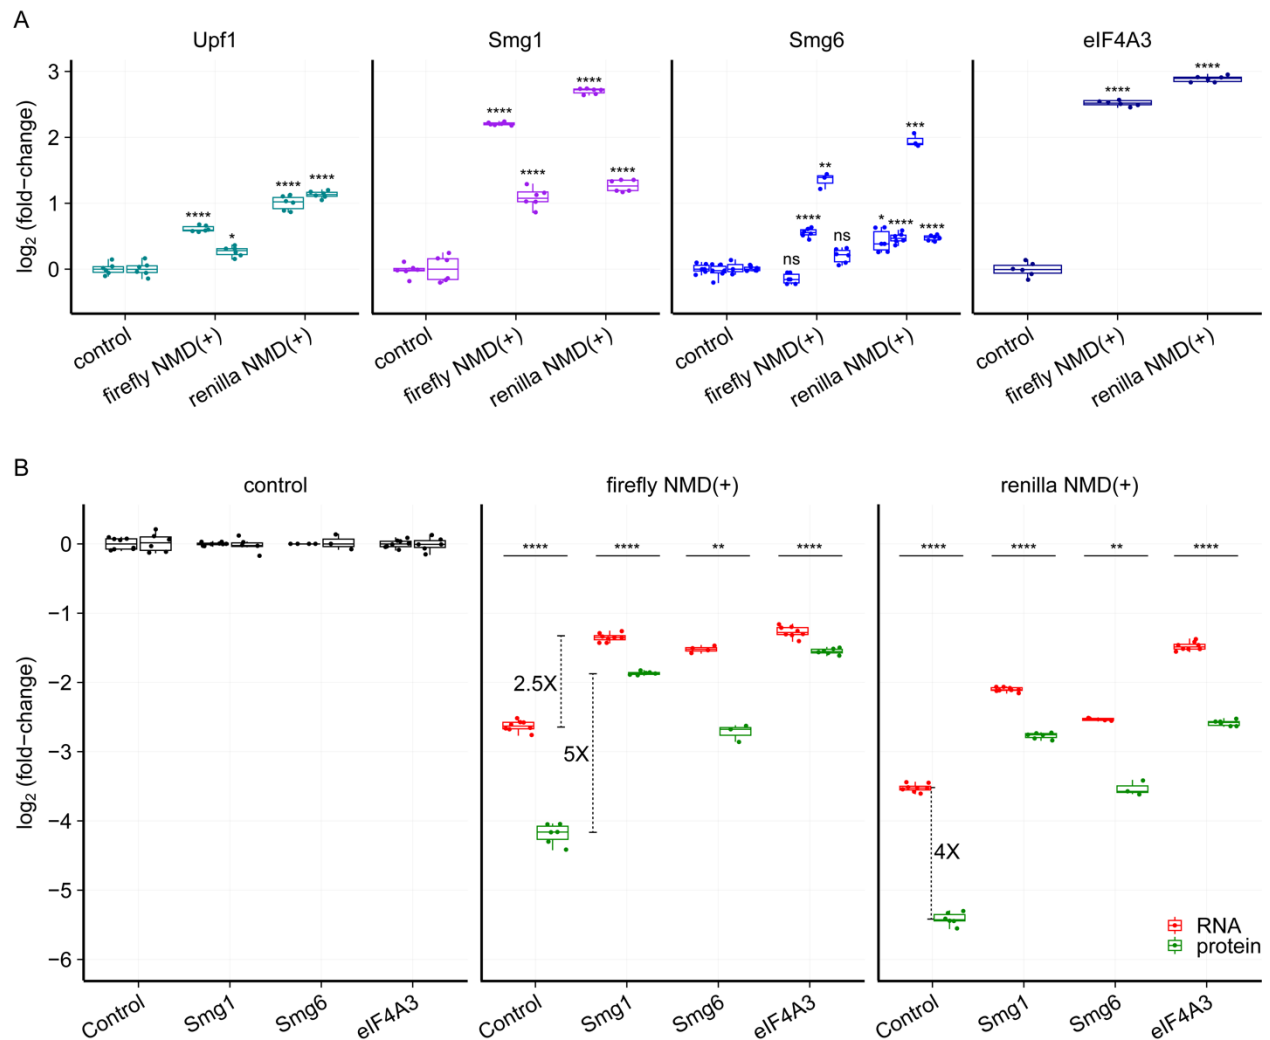 A
Upf1
Smg1
Smg6
eIF4A3
log₂ (fold−change)
3
2
1
0
****
*
****
****
****
****
****
****
ns
****
**
ns
*
****
***
****
****
****
control
firefly NMD(+)
renilla NMD(+)
control
firefly NMD(+)
renilla NMD(+)
control
firefly NMD(+)
renilla NMD(+)
control
firefly NMD(+)
renilla NMD(+)
B
control
firefly NMD(+)
renilla NMD(+)
log₂ (fold−change)
0
−1
−2
−3
−4
−5
−6
****
****
**
****
****
****
**
****
2.5X
5X
4X
RNA
protein
Control
Smg1
Smg6
eIF4A3
Control
Smg1
Smg6
eIF4A3
Control
Smg1
Smg6
eIF4A3